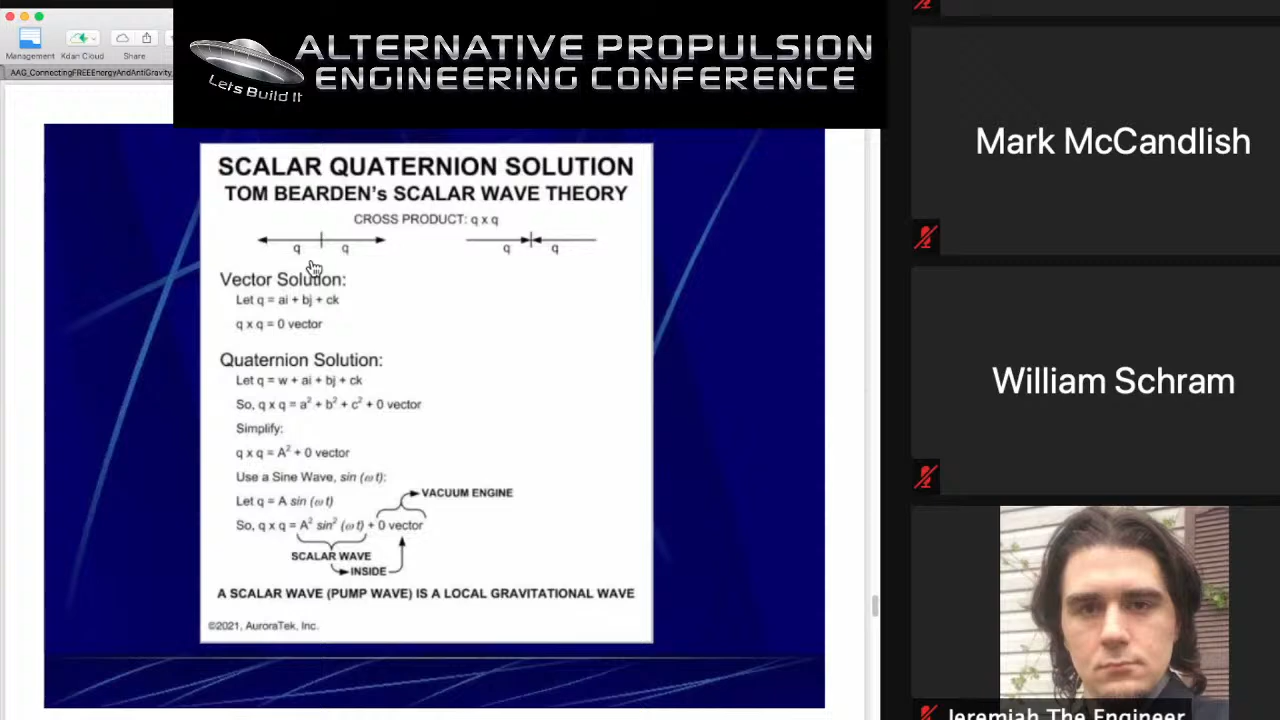 Management
Kdan Cloud
Share
AAG_ConnectingFREEEnergyAndAntiGravity_
Let's Build It
ALTERNATIVE PROPULSION
ENGINEERING CONFERENCE
SCALAR QUATERNION SOLUTION
TOM BEARDEN's SCALAR WAVE THEORY
CROSS PRODUCT: q x q
q q q q
Vector Solution:
Let q = ai + bj + ck
q x q = 0 vector
Quaternion Solution:
Let q = w + ai + bj + ck
So, q x q = a² + b² + c² + 0 vector
Simplify:
q x q = A² + 0 vector
Use a Sine Wave, sin (ω t):
Let q = A sin (ω t)
So, q x q = A² sin² (ω t) + 0 vector
VACUUM ENGINE
SCALAR WAVE
INSIDE
A SCALAR WAVE (PUMP WAVE) IS A LOCAL GRAVITATIONAL WAVE
©2021, AuroraTek, Inc.
Mark McCandlish
William Schram
Jeremiah The Engineer